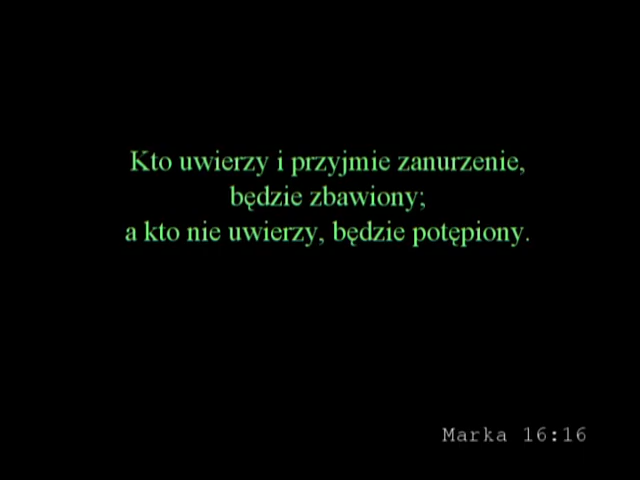 Kto uwierzy i przyjmie zanurzenie,
będzie zbawiony;
a kto nie uwierzy, będzie potępiony.
Marka 16:16